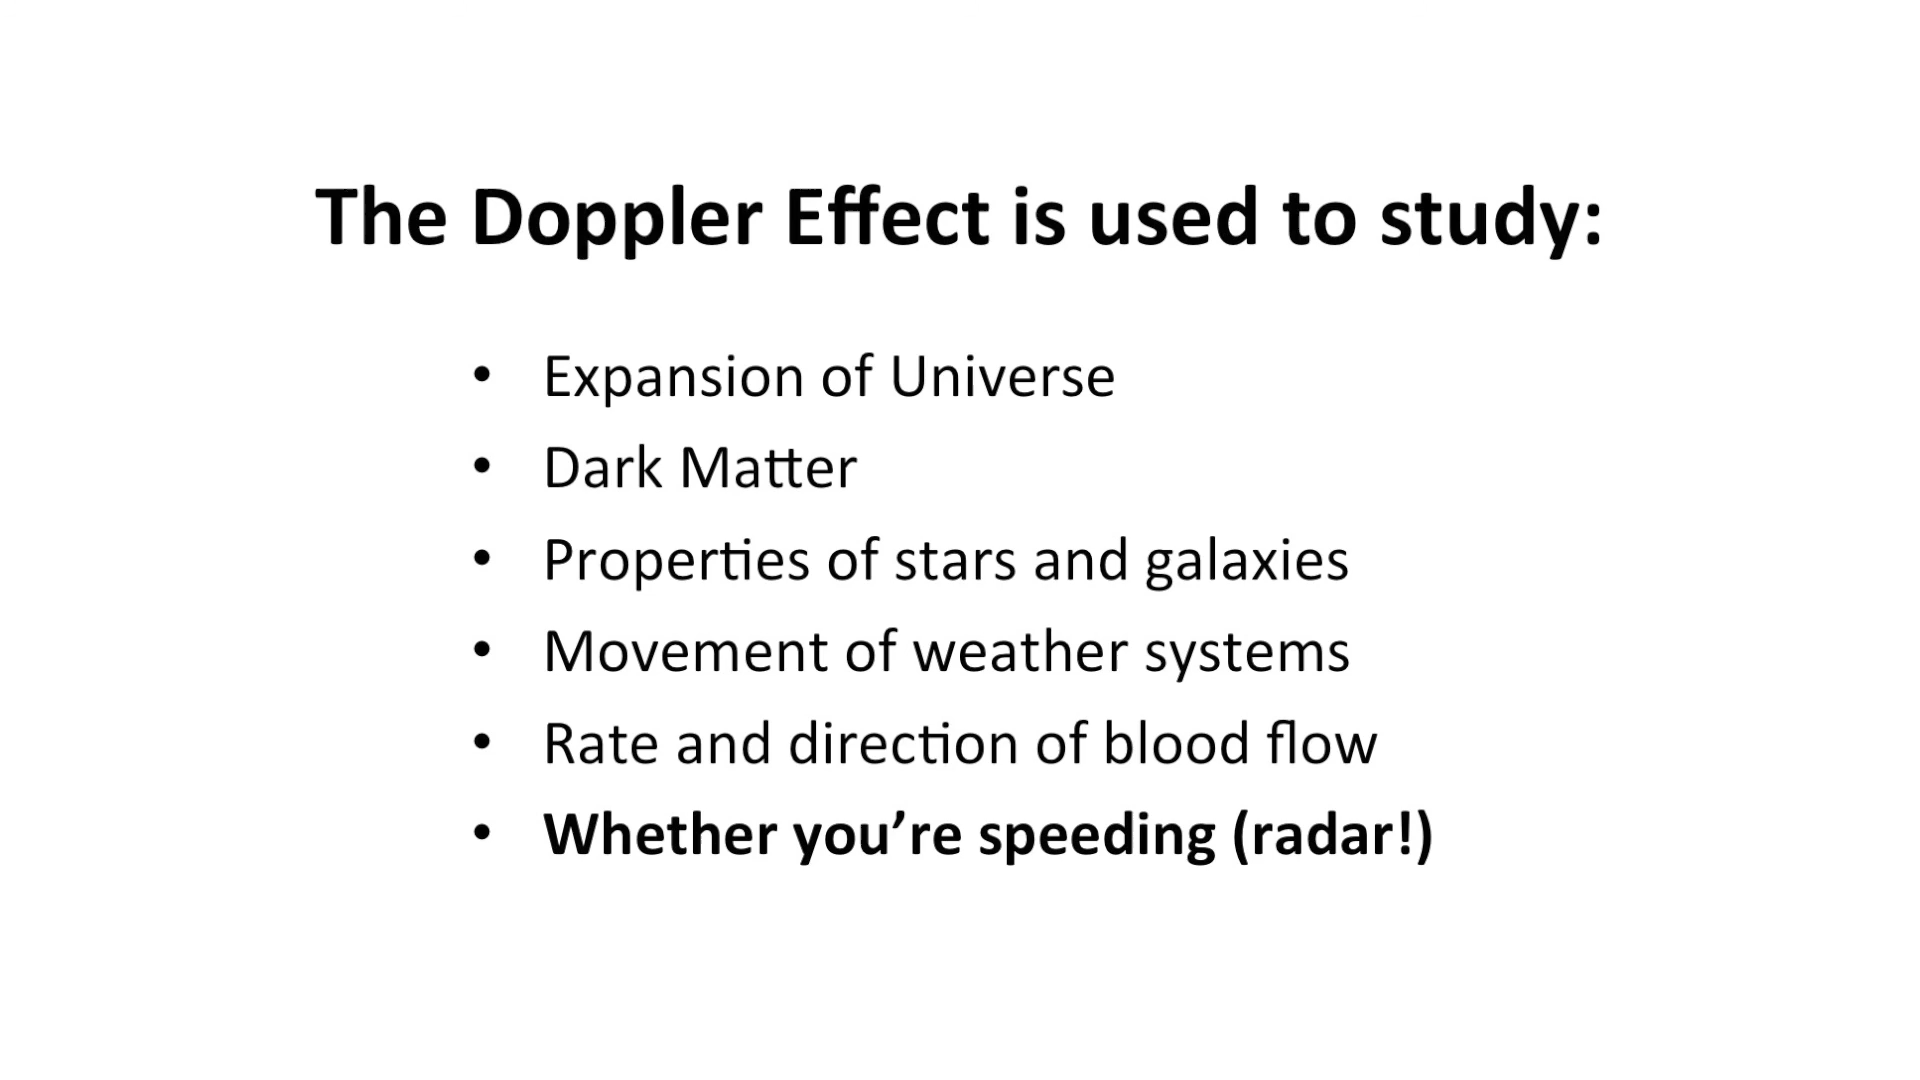 The Doppler Effect is used to study:
• Expansion of Universe
• Dark Matter
• Properties of stars and galaxies
• Movement of weather systems
• Rate and direction of blood flow
• Whether you’re speeding (radar!)